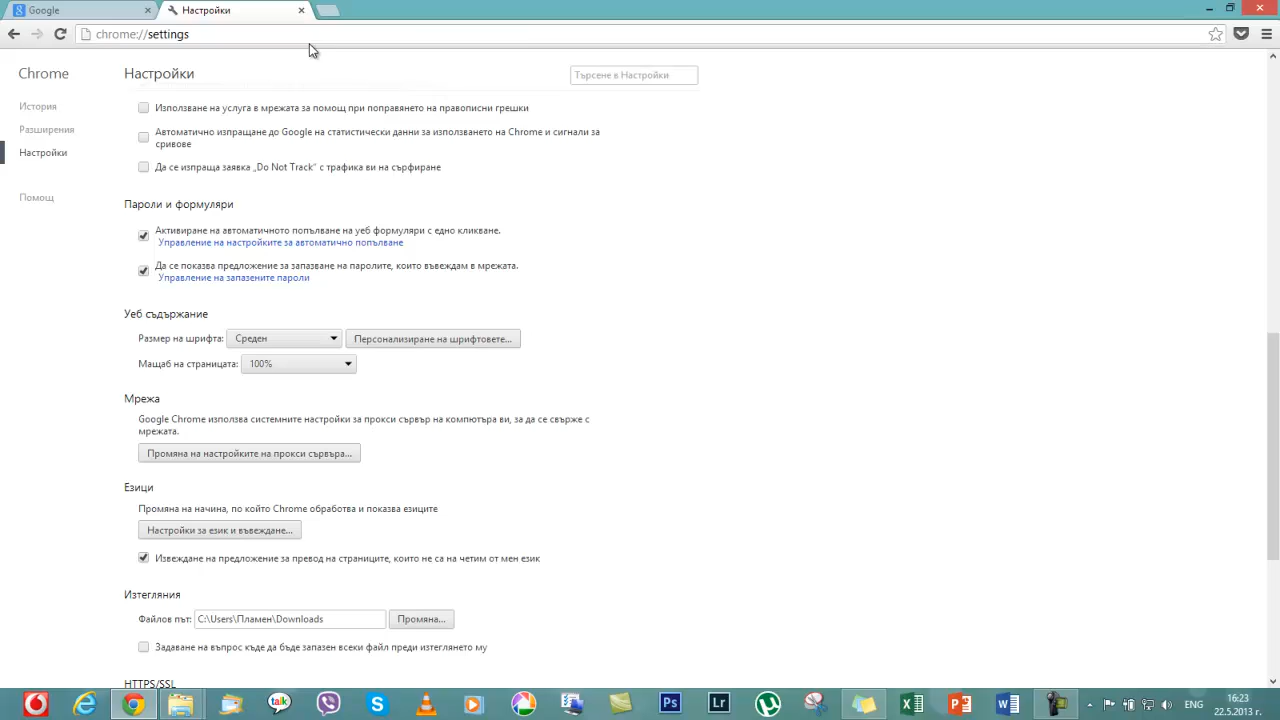 Google
Настройки
chrome://settings
Chrome
Настройки
Търсене в Настройки
История
Разширения
Настройки
Помощ
Използване на услуга в мрежата за помощ при поправянето на правописни грешки
Автоматично изпращане до Google на статистически данни за използването на Chrome и сигнали за
сривове
Да се изпраща заявка „Do Not Track“ с трафика ви на сърфиране
Пароли и формуляри
Активиране на автоматичното попълване на уеб формуляри с едно кликване.
Управление на настройките за автоматично попълване
Да се показва предложение за запазване на паролите, които въвеждам в мрежата.
Управление на запазените пароли
Уеб съдържание
Размер на шрифта: Среден Персонализиране на шрифтовете...
Мащаб на страницата: 100%
Мрежа
Google Chrome използва системните настройки за прокси сървър на компютъра ви, за да се свърже с
мрежата.
Промяна на настройките на прокси сървъра...
Езици
Промяна на начина, по който Chrome обработва и показва езиците
Настройки за език и въвеждане...
Извеждане на предложение за превод на страниците, които не са на четим от мен език
Изтегляния
Файлов път: C:\Users\Пламен\Downloads Промяна...
Задаване на въпрос къде да бъде запазен всеки файл преди изтеглянето му
HTTPS/SSL
talk
Ps
Lr
ENG
16:23
22.5.2013 г.